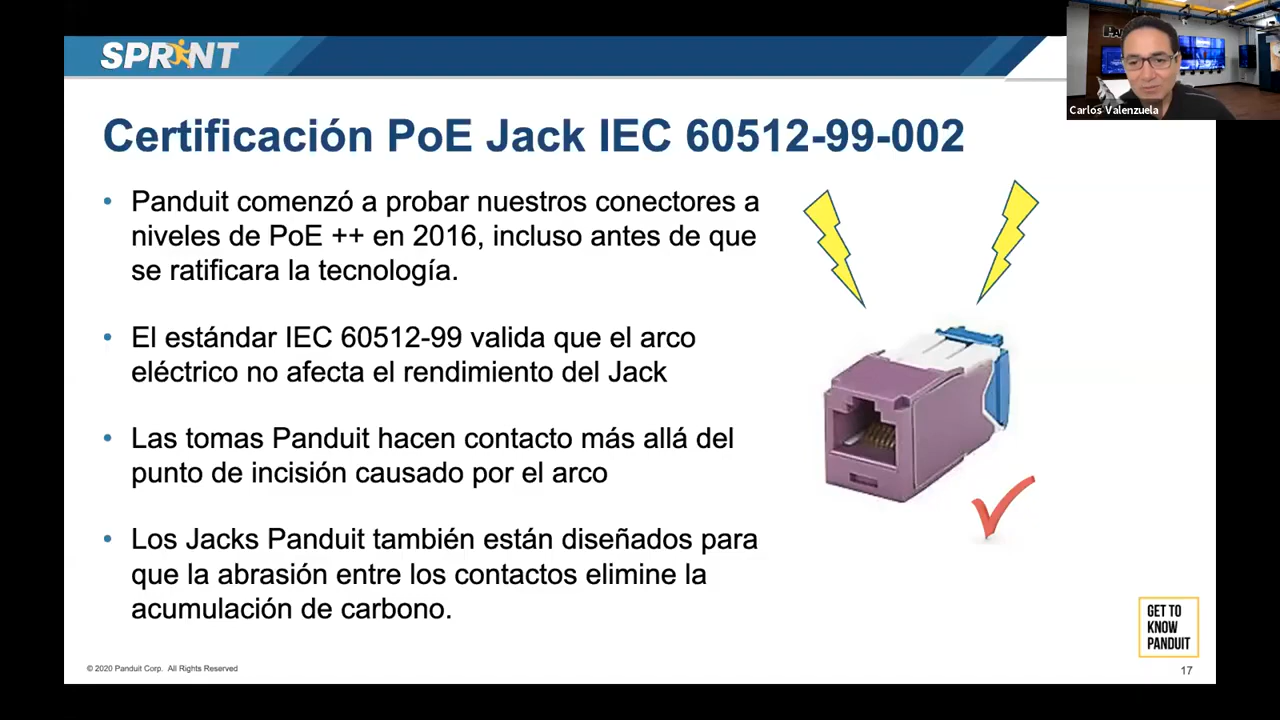 SPRINT
Carlos Valenzuela
Certificación PoE Jack IEC 60512-99-002
• Panduit comenzó a probar nuestros conectores a
niveles de PoE ++ en 2016, incluso antes de que
se ratificara la tecnología.
• El estándar IEC 60512-99 valida que el arco
eléctrico no afecta el rendimiento del Jack
• Las tomas Panduit hacen contacto más allá del
punto de incisión causado por el arco
• Los Jacks Panduit también están diseñados para
que la abrasión entre los contactos elimine la
acumulación de carbono.
GET TO
KNOW
PANDUIT
© 2020 Panduit Corp. All Rights Reserved
17